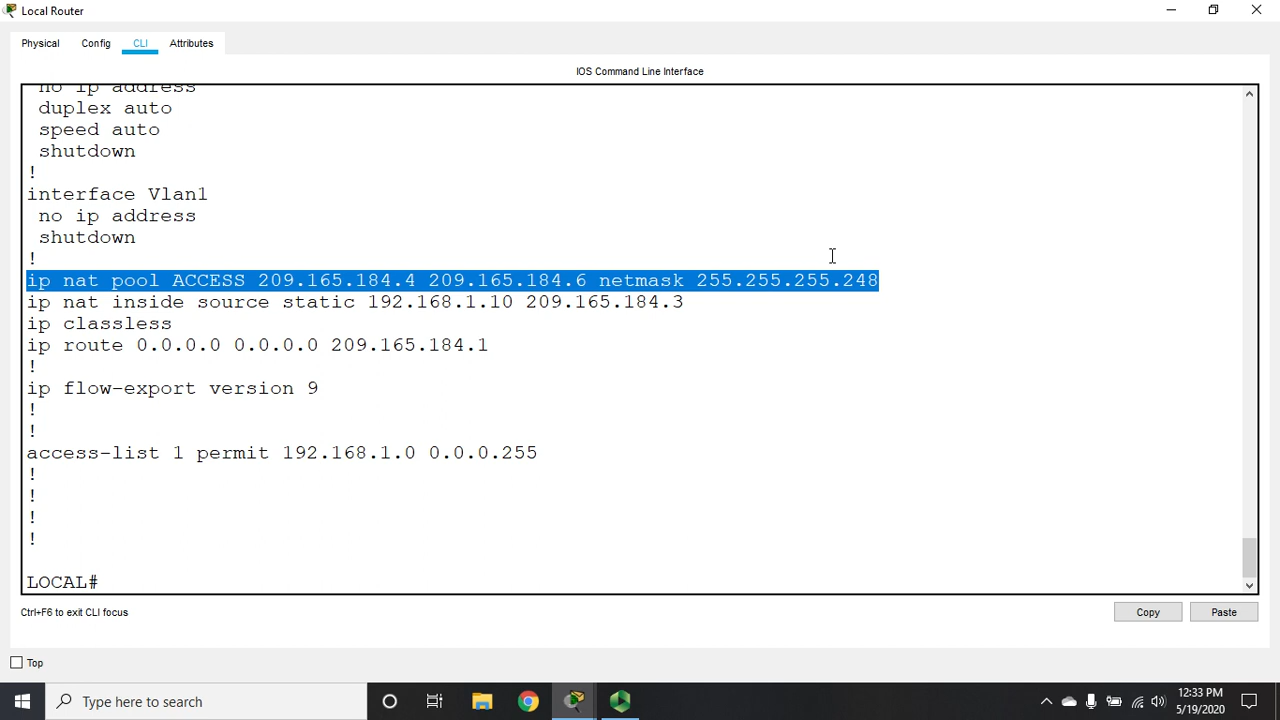 Local Router
Physical Config CLI Attributes
IOS Command Line Interface
no ip address
duplex auto
speed auto
shutdown
!
interface Vlan1
no ip address
shutdown
!
ip nat pool ACCESS 209.165.184.4 209.165.184.6 netmask 255.255.255.248
ip nat inside source static 192.168.1.10 209.165.184.3
ip classless
ip route 0.0.0.0 0.0.0.0 209.165.184.1
!
ip flow-export version 9
!
!
access-list 1 permit 192.168.1.0 0.0.0.255
!
!
!
!
LOCAL#
Ctrl+F6 to exit CLI focus
Copy Paste
Top
Type here to search
12:33 PM
5/19/2020